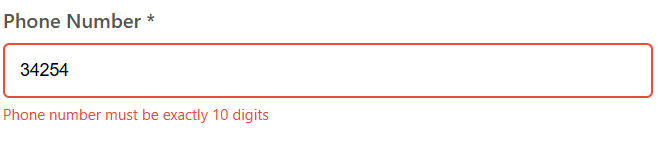 Phone Number *
34254
Phone number must be exactly 10 digits